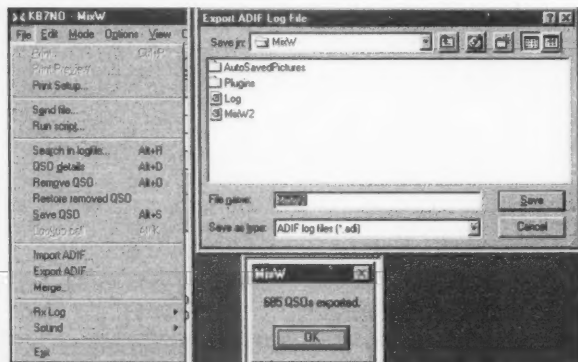 KB7NO - MixW
File Edit Mode Options View
Print Preview
Print Setup...
Send file...
Run script...
Search in logfile... Alt+R
QSO details Alt+D
Remove QSO Alt+O
Restore removed QSO
Save QSO Alt+S
Import ADIF...
Export ADIF...
Merge...
Rx Log
Sound
Exit
Export ADIF Log File
Save in: MixW
AutoSavedPictures
Plugins
Log
MixW2
File name:
Save
Save as type: ADIF log files (*.adi)
Cancel
MixW
685 QSOs exported.
OK